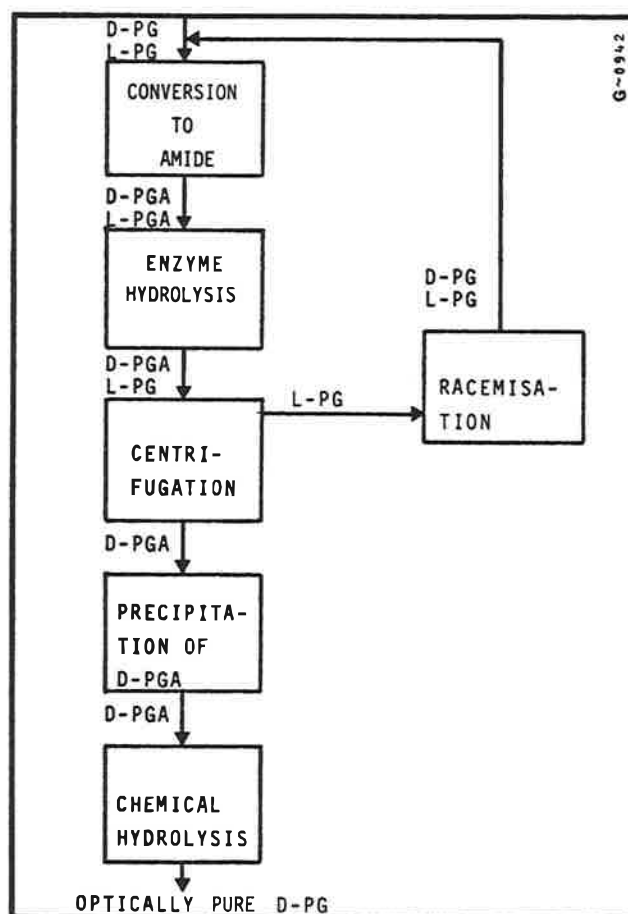 D-PG
L-PG
CONVERSION
TO
AMIDE
D-PGA
L-PGA
ENZYME
HYDROLYSIS
D-PGA
L-PG
CENTRI-
FUGATION
L-PG
RACEMISA-
TION
D-PG
L-PG
D-PGA
PRECIPITA-
TION OF
D-PGA
D-PGA
CHEMICAL
HYDROLYSIS
OPTICALLY PURE D-PG
G-0942